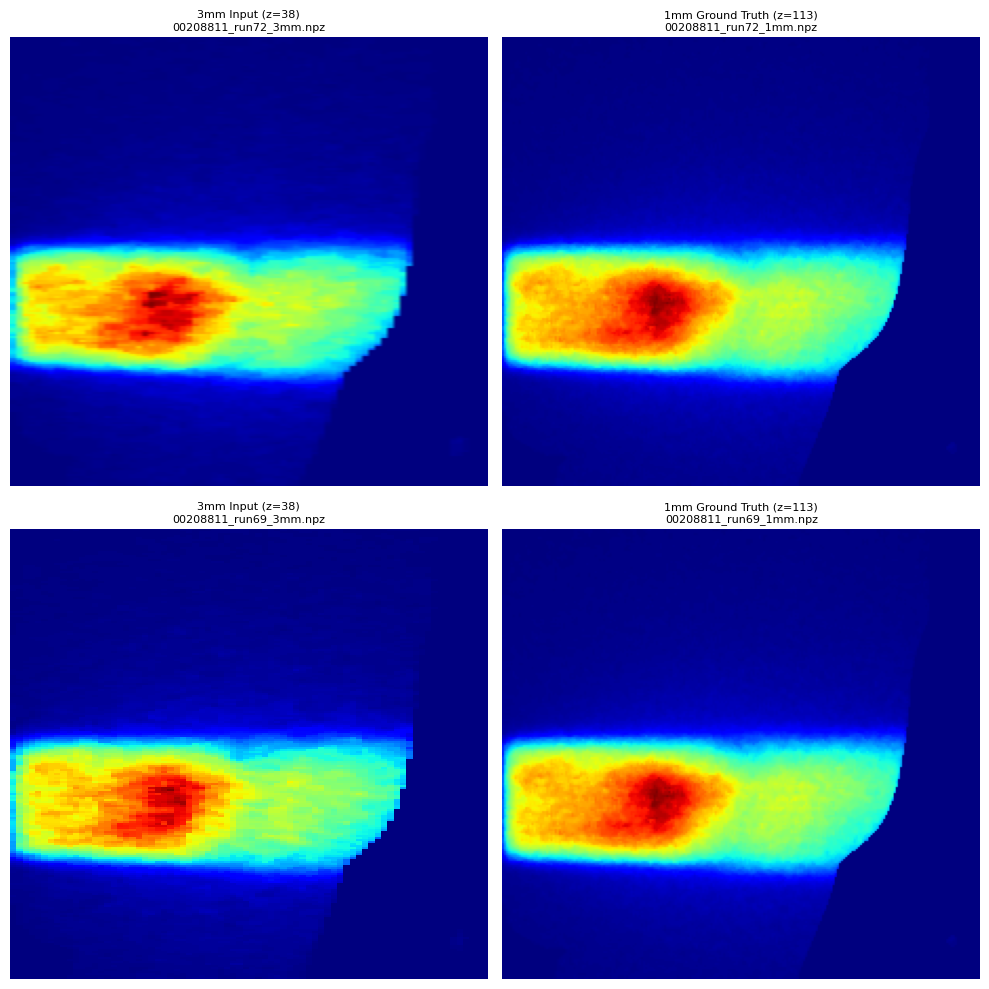 3mm Input (z=38)
00208811_run72_3mm.npz
1mm Ground Truth (z=113)
00208811_run72_1mm.npz
3mm Input (z=38)
00208811_run69_3mm.npz
1mm Ground Truth (z=113)
00208811_run69_1mm.npz